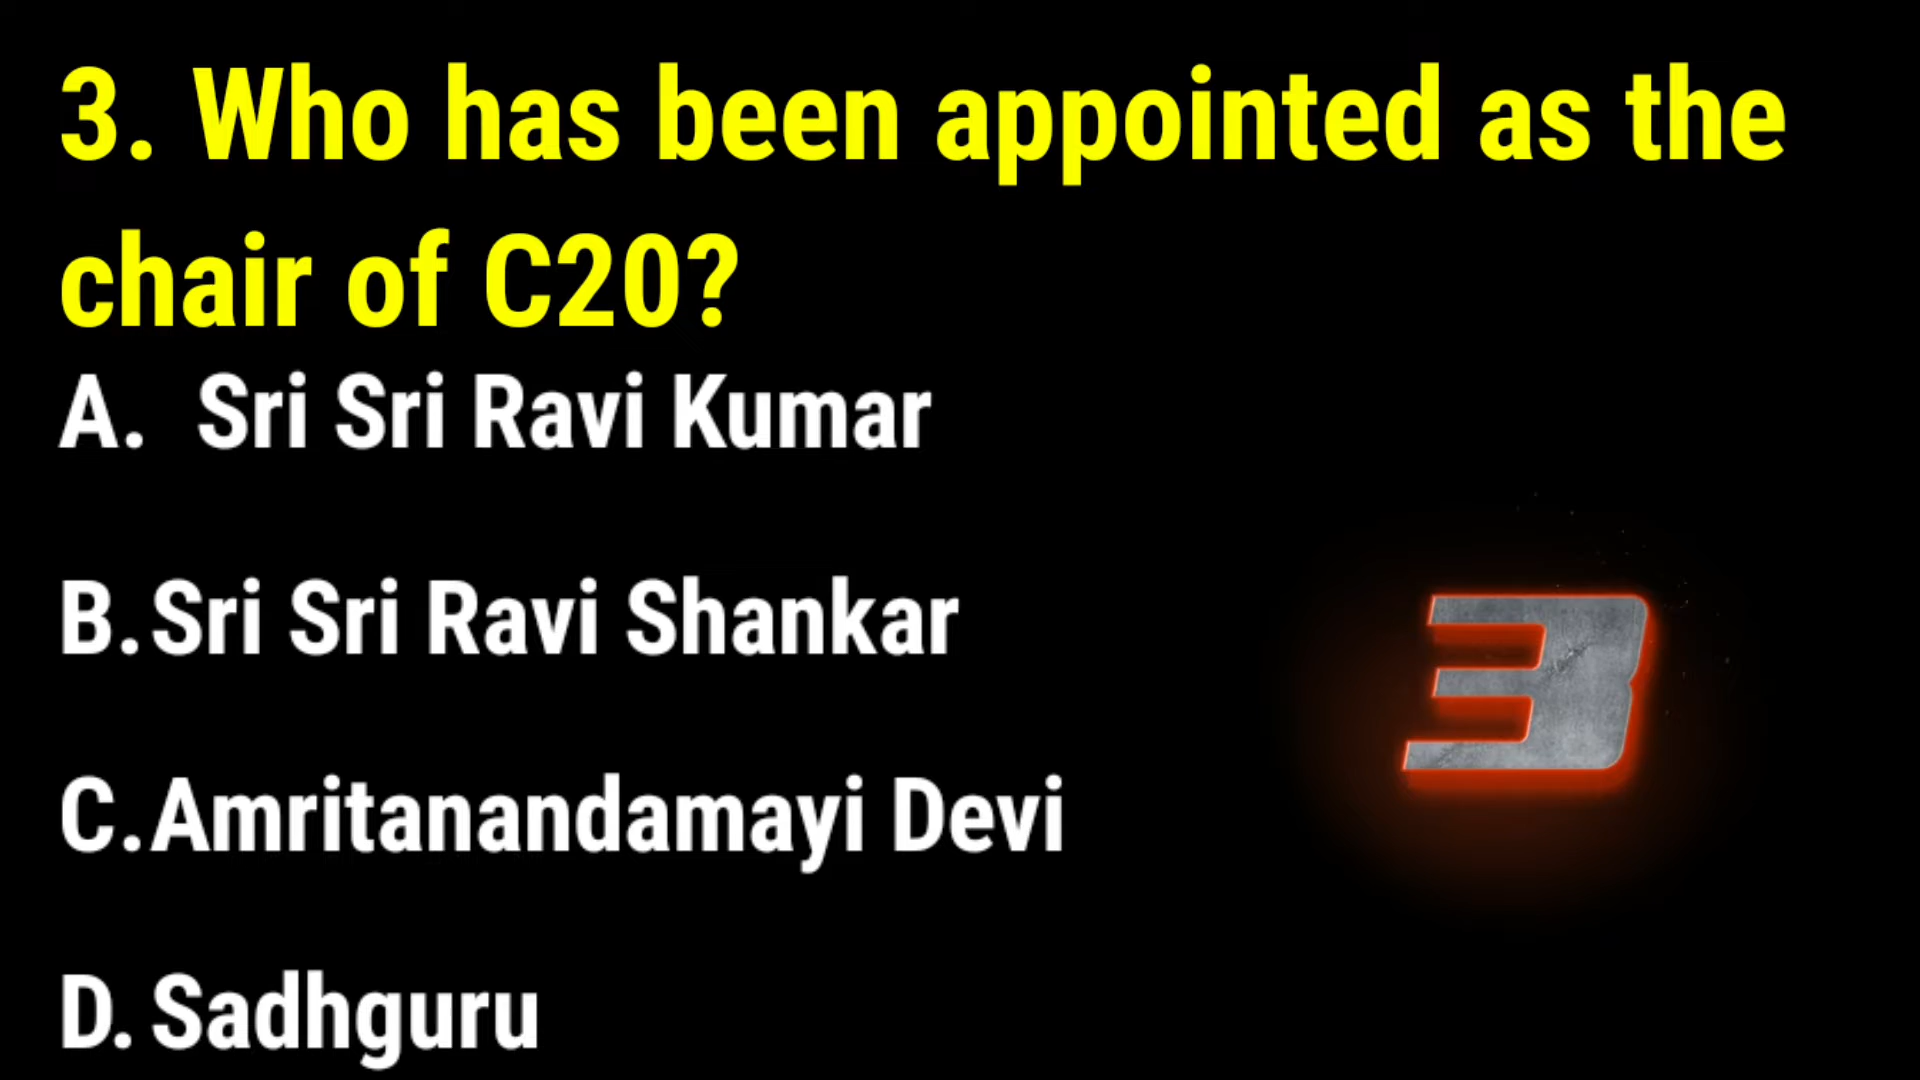 3. Who has been appointed as the
chair of C20?
A. Sri Sri Ravi Kumar
B. Sri Sri Ravi Shankar
3
C. Amritanandamayi Devi
D. Sadhguru